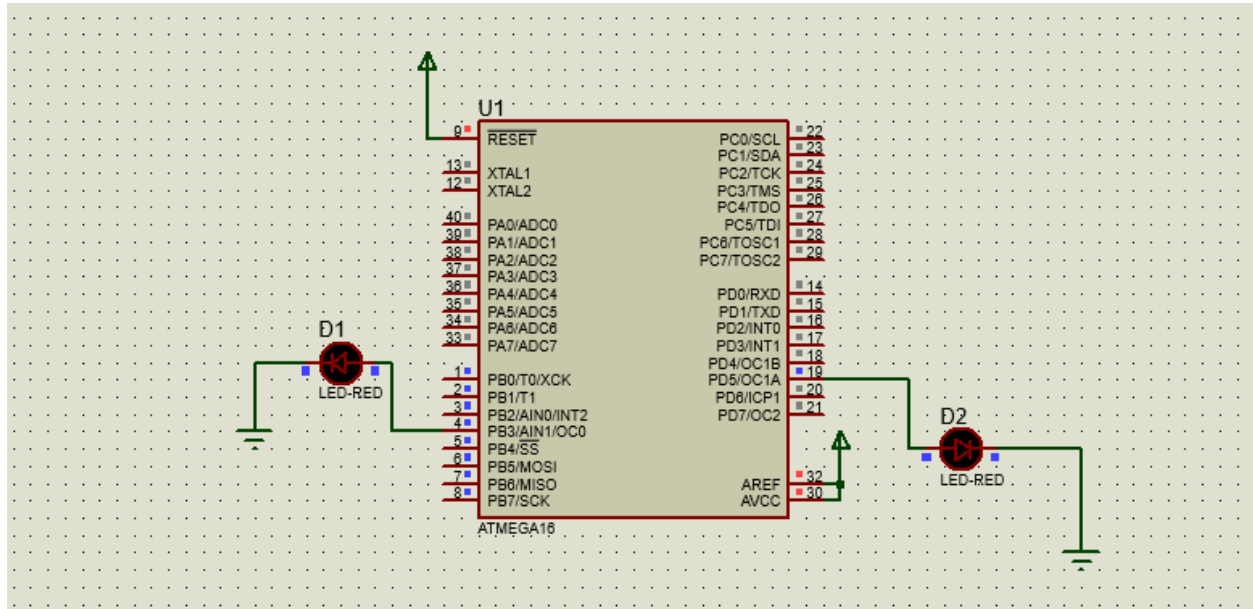 U1
9 RESET PC0/SCL 22
PC1/SDA 23
13 XTAL1 PC2/TCK 24
12 XTAL2 PC3/TMS 25
PC4/TDO 26
40 PA0/ADC0 PC5/TDI 27
39 PA1/ADC1 PC6/TOSC1 28
38 PA2/ADC2 PC7/TOSC2 29
37 PA3/ADC3
36 PA4/ADC4 PD0/RXD 14
35 PA5/ADC5 PD1/TXD 15
34 PA6/ADC6 PD2/INT0 16
33 PA7/ADC7 PD3/INT1 17
D1
LED-RED
PD4/OC1B 18
1 PB0/T0/XCK PD5/OC1A 19
2 PB1/T1 PD6/ICP1 20
3 PB2/AIN0/INT2 PD7/OC2 21
4 PB3/AIN1/OC0
5 PB4/SS
6 PB5/MOSI
7 PB6/MISO AREF 32
8 PB7/SCK AVCC 30
D2
LED-RED
ATMEGA16